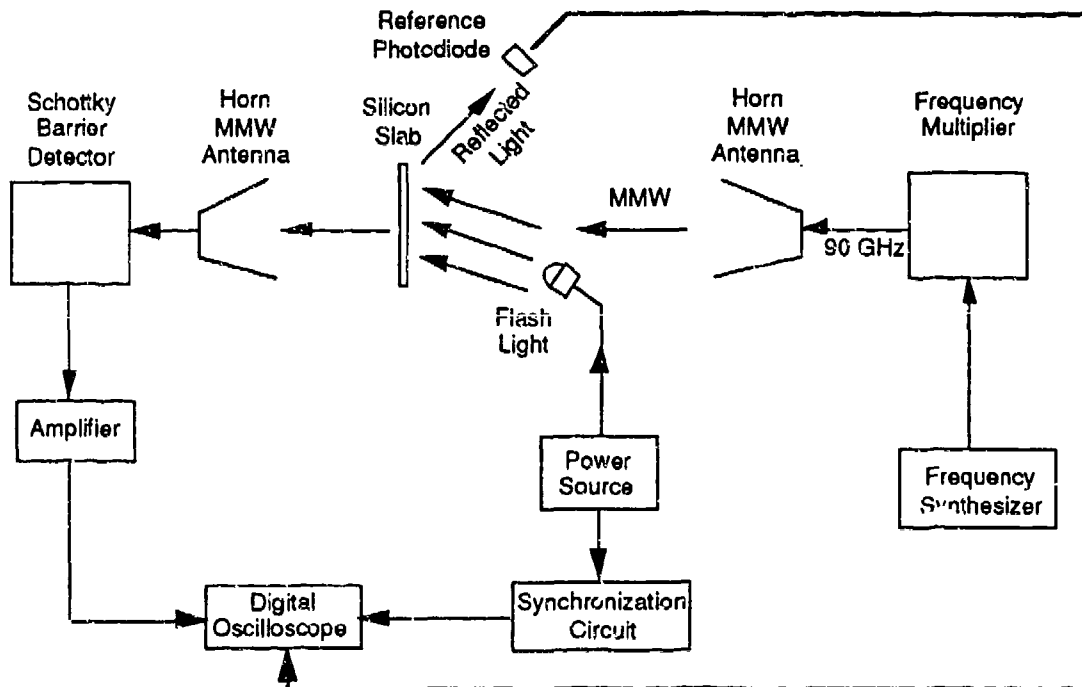 Reference
Photodiode
Schottky
Barrier
Detector
Horn
MMW
Antenna
Silicon
Slab
Reflected
Light
Horn
MMW
Antenna
Frequency
Multiplier
MMW
90 GHz
Flash
Light
Amplifier
Power
Source
Frequency
Synthesizer
Digital
Oscilloscope
Synchronization
Circuit